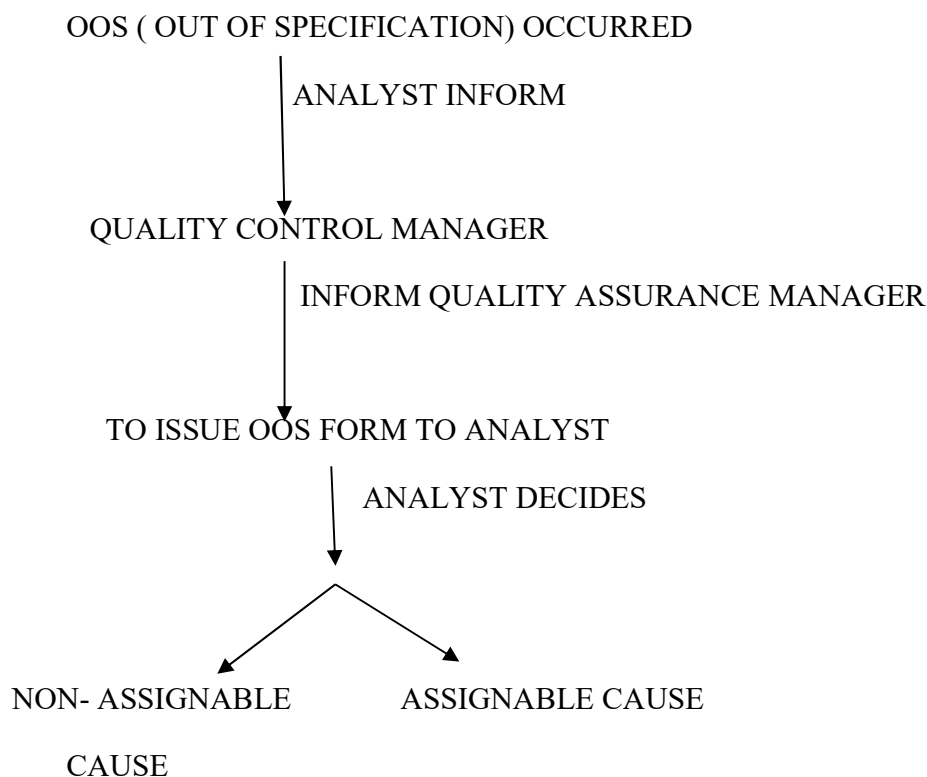 OOS ( OUT OF SPECIFICATION) OCCURRED
ANALYST INFORM
QUALITY CONTROL MANAGER
INFORM QUALITY ASSURANCE MANAGER
TO ISSUE OOS FORM TO ANALYST
ANALYST DECIDES
NON- ASSIGNABLE ASSIGNABLE CAUSE
CAUSE